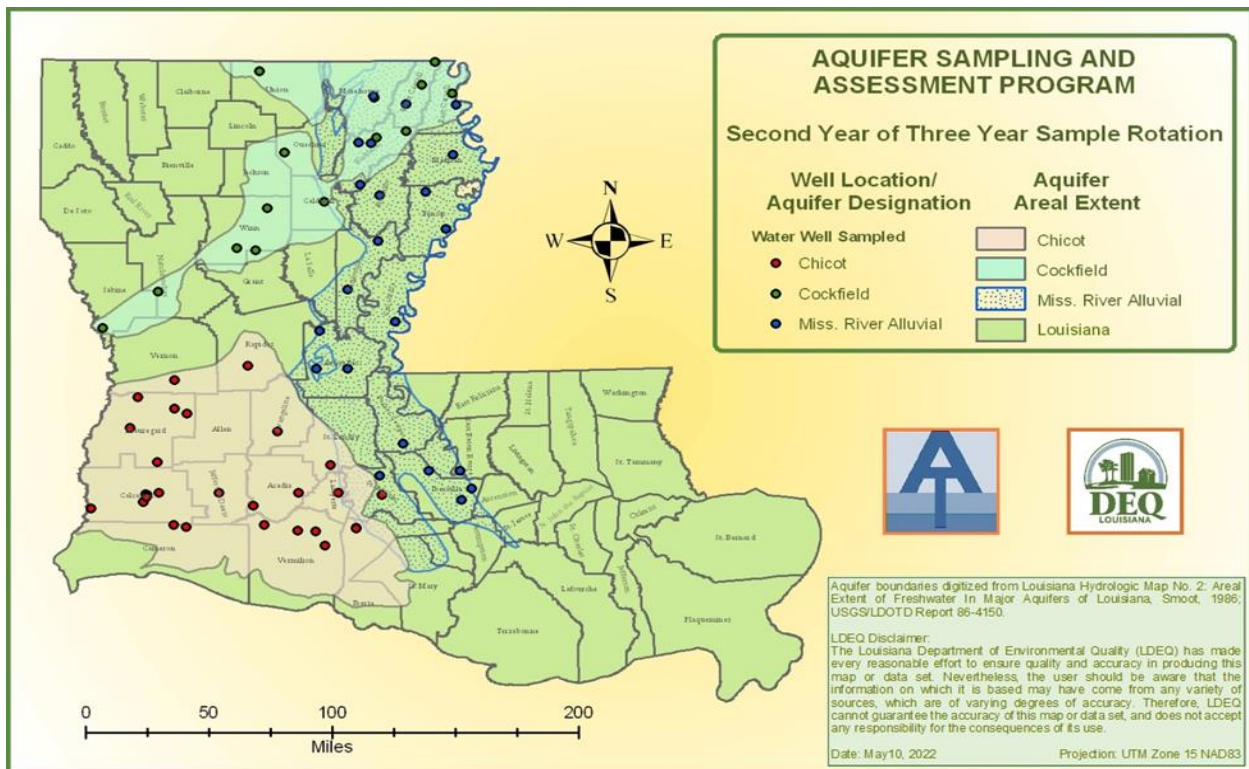 AQUIFER SAMPLING AND
ASSESSMENT PROGRAM
Second Year of Three Year Sample Rotation
Well Location/
Aquifer Designation
Water Well Sampled
Chicot
Cockfield
Miss. River Alluvial
Aquifer
Areal Extent
Chicot
Cockfield
Miss. River Alluvial
Louisiana
N
W
E
S
Claiborne
Union
Morehouse
Webster
Lincoln
Caddo
Bienville
Jackson
De Soto
Red River
Winn
Sabine
Grant
La Salle
Vernon
Rapides
Allen
St. Landry
Acadia
Cameron
Vermilion
Iberia
St. Mary
East Feliciana
St. Helena
Tangipahoa
Washington
Livingston
St. Tammany
Ascension
St. James
St. Charles
Orleans
Jefferson
St. Bernard
Lafourche
Terrebonne
Plaquemines
AT
DEQ
LOUISIANA
Aquifer boundaries digitized from Louisiana Hydrologic Map No. 2: Areal
Extent of Freshwater In Major Aquifers of Louisiana, Smoot, 1986;
USGS/LDOTD Report 86-4150.
LDEQ Disclaimer:
The Louisiana Department of Environmental Quality (LDEQ) has made
every reasonable effort to ensure quality and accuracy in producing this
map or data set. Nevertheless, the user should be aware that the
information on which it is based may have come from any variety of
sources, which are of varying degrees of accuracy. Therefore, LDEQ
cannot guarantee the accuracy of this map or data set, and does not accept
any responsibility for the consequences of its use.
Date: May10, 2022 Projection: UTM Zone 15 NAD83
0 50 100 200
Miles